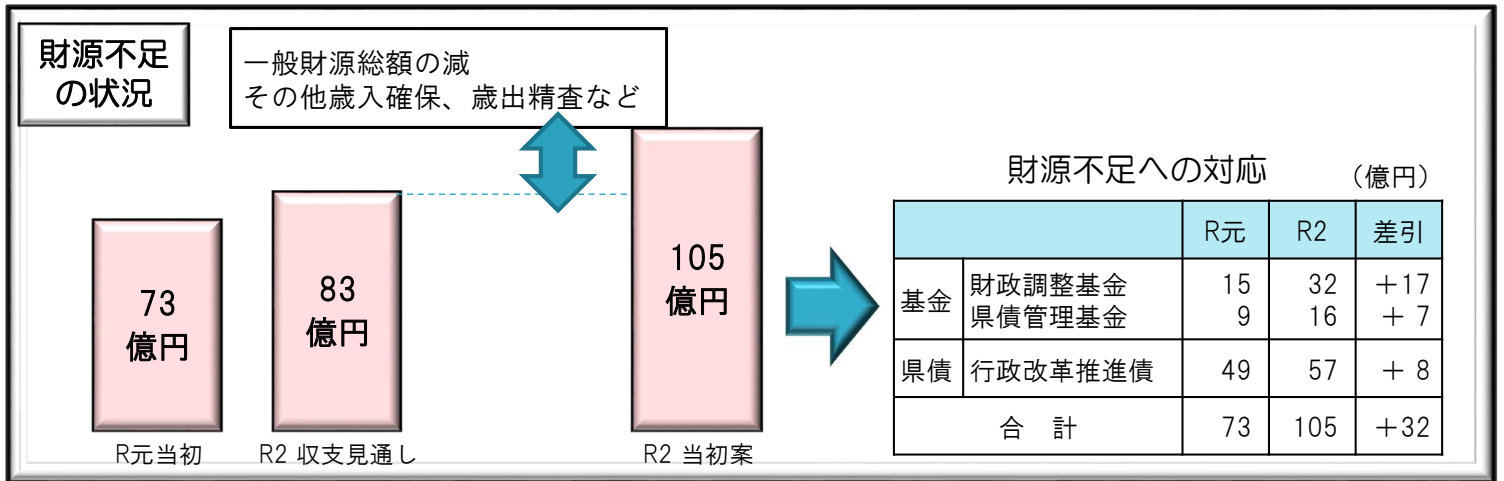 財源不足
の状況
一般財源総額の減
その他歳入確保、歳出精査など
73
億円
83
億円
105
億円
R元当初
R2 収支見通し
R2 当初案
財源不足への対応 (億円)
R元 R2 差引
基金 財政調整基金 15 32 +17
県債管理基金 9 16 + 7
県債 行政改革推進債 49 57 + 8
合 計 73 105 +32